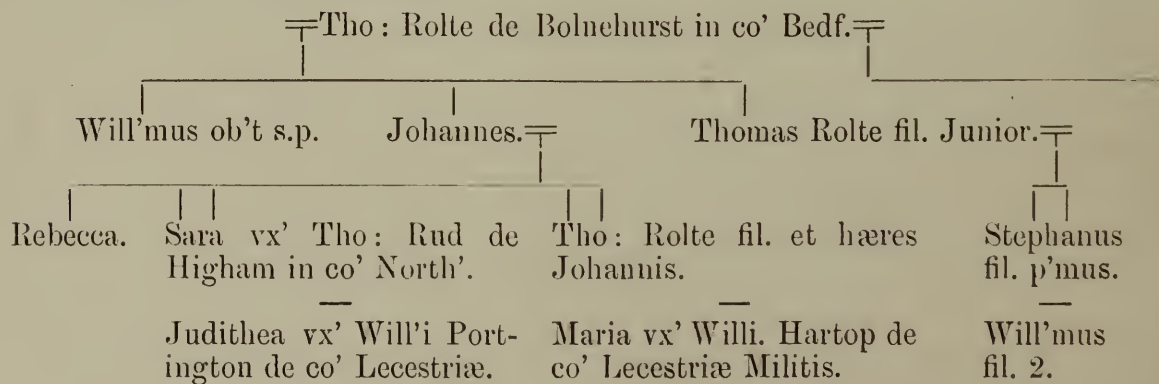 Tho: Rolte de Bolnehurst in co' Bedf.
Will'mus ob't s.p. Johannes. Thomas Rolte fil. Junior.
Rebecca.
Sara vx' Tho: Rud de
Higham in co' North'.
Judithea vx' Will'i Port-
ington de co' Lecestriæ.
Tho: Rolte fil. et hæres
Johannis.
Maria vx' Willi. Hartop de
co' Lecestriæ Militis.
Stephanus
fil. p'mus.
Will'mus
fil. 2.